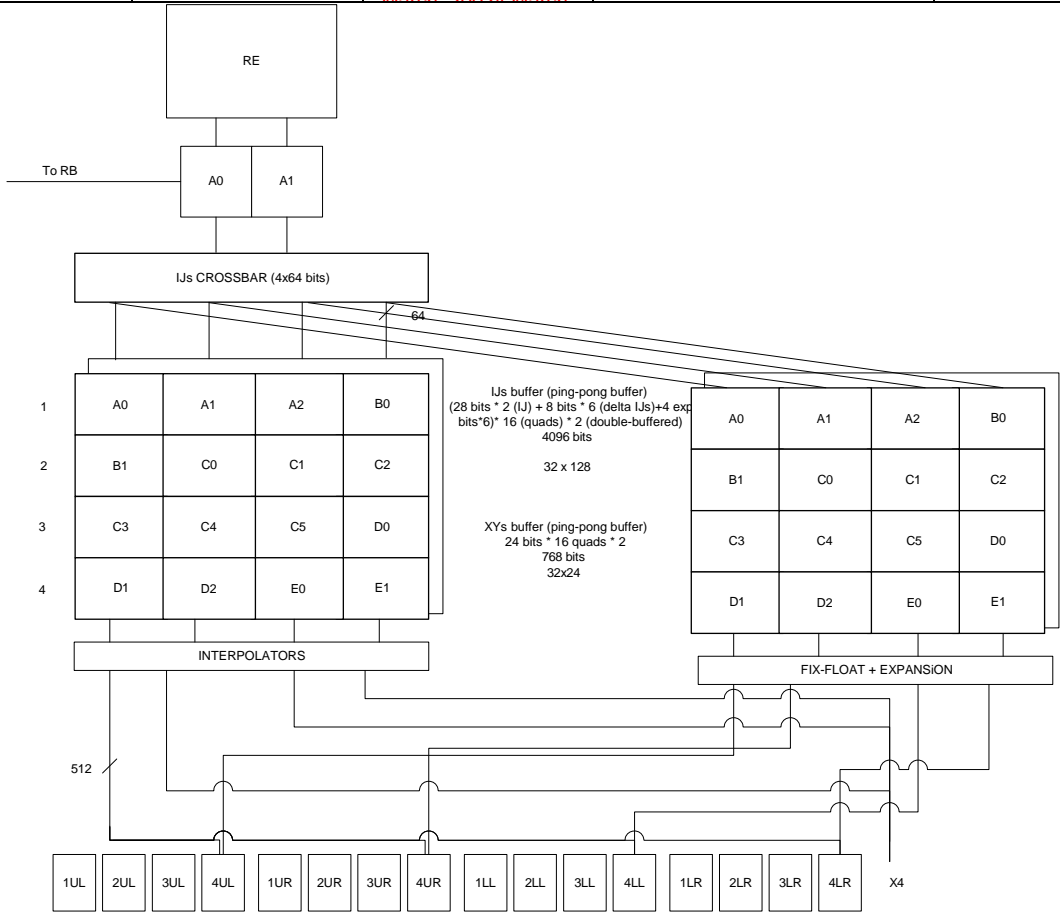 RE
To RB
A0 A1
IJs CROSSBAR (4x64 bits)
64
1 A0 A1 A2 B0
2 B1 C0 C1 C2
3 C3 C4 C5 D0
4 D1 D2 E0 E1
IJs buffer (ping-pong buffer)
(28 bits * 2 (IJ) + 8 bits * 6 (delta IJs)+4 exp
bits*6)* 16 (quads) * 2 (double-buffered)
4096 bits
32 x 128
XYs buffer (ping-pong buffer)
24 bits * 16 quads * 2
768 bits
32x24
A0 A1 A2 B0
B1 C0 C1 C2
C3 C4 C5 D0
D1 D2 E0 E1
INTERPOLATORS
FIX-FLOAT + EXPANSiON
512
1UL 2UL 3UL 4UL 1UR 2UR 3UR 4UR 1LL 2LL 3LL 4LL 1LR 2LR 3LR 4LR X4